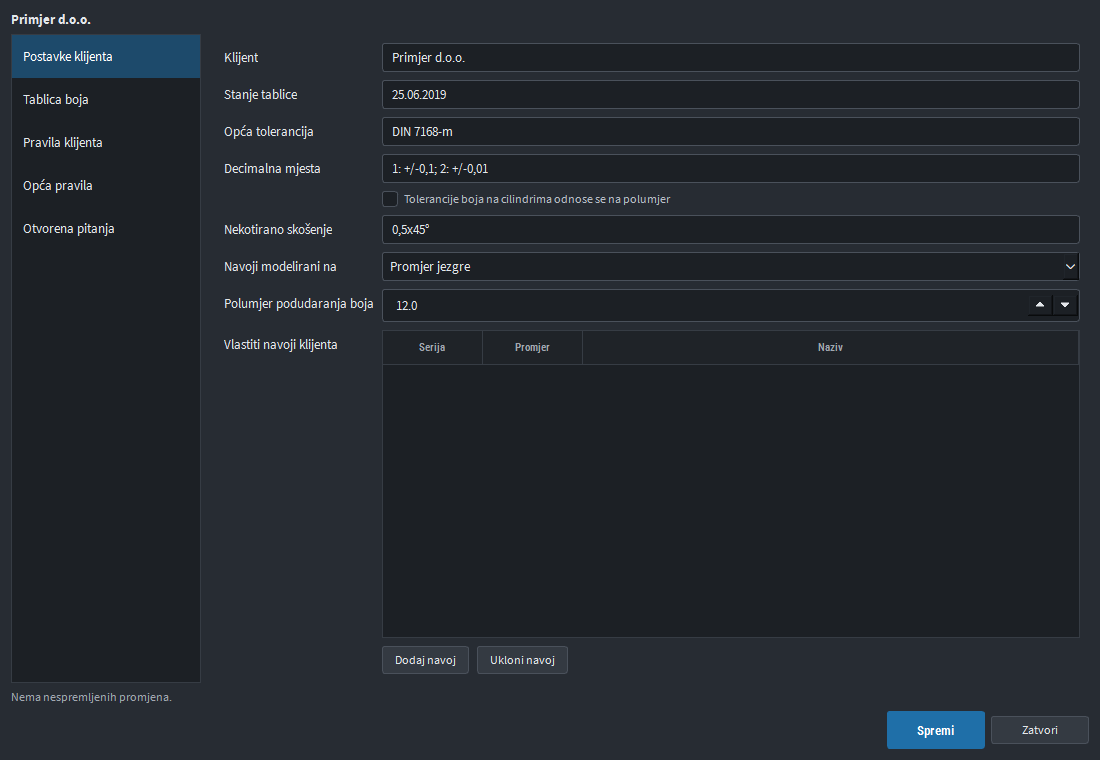 Primjer d.o.o.
Postavke klijenta
Tablica boja
Pravila klijenta
Opća pravila
Otvorena pitanja
Klijent
Primjer d.o.o.
Stanje tablice
25.06.2019
Opća tolerancija
DIN 7168-m
Decimalna mjesta
1: +/-0,1; 2: +/-0,01
Tolerancije boja na cilindrima odnose se na polumjer
Nekotirano skošenje
0,5x45°
Navoji modelirani na
Promjer jezgre
Polumjer podudaranja boja
12.0
Vlastiti navoji klijenta
Serija
Promjer
Naziv
Dodaj navoj
Ukloni navoj
Nema nespremljenih promjena.
Spremi
Zatvori